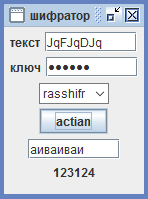 шифратор
текст JqFJqDJq
ключ ●●●●●●
rasshifr
actian
аиваиваи
123124